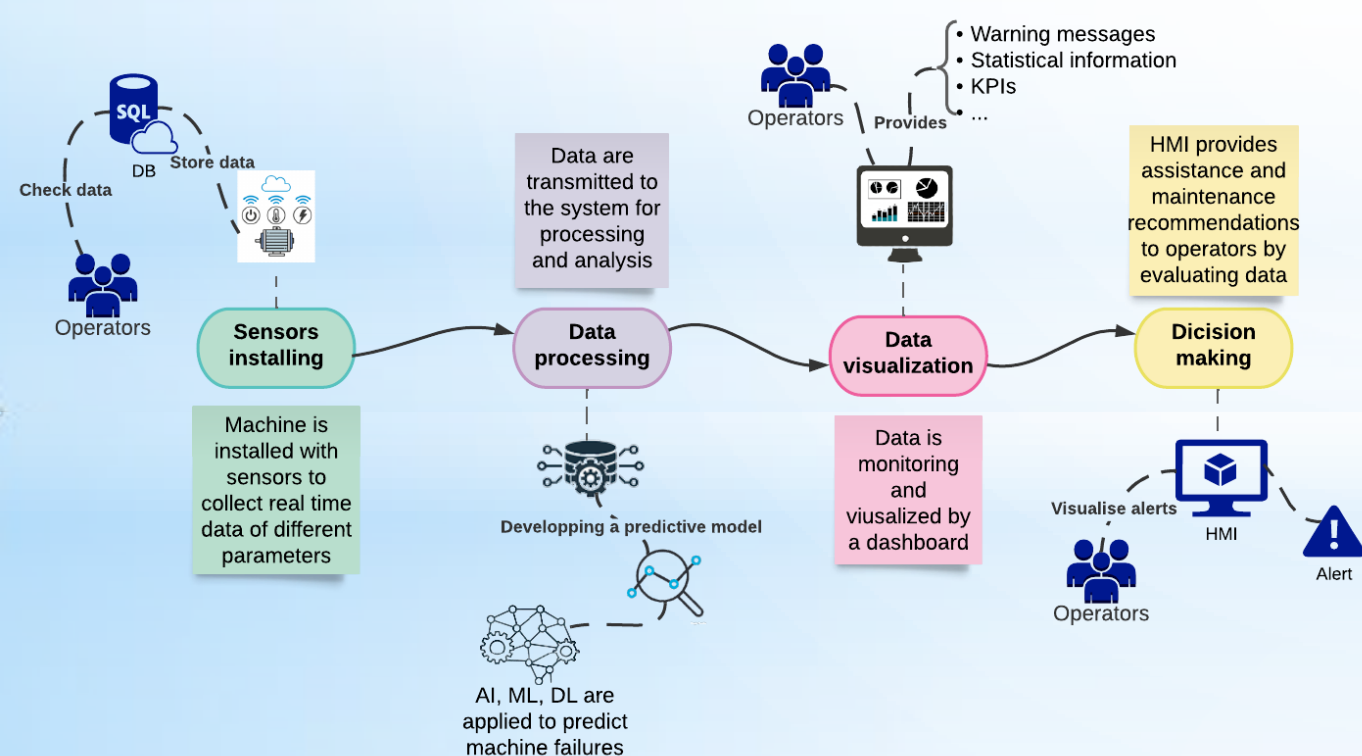 SQL
DB
Store data
Check data
Operators
Sensors
installing
Machine is
installed with
sensors to
collect real time
data of different
parameters
Data are
transmitted to
the system for
processing
and analysis
Data
processing
Developping a predictive model
AI, ML, DL are
applied to predict
machine failures
Operators
Provides
• Warning messages
• Statistical information
• KPIs
• ...
Data
visualization
Data is
monitoring
and
viusalized by
a dashboard
HMI provides
assistance and
maintenance
recommendations
to operators by
evaluating data
Dicision
making
Visualise alerts
HMI
Operators
Alert